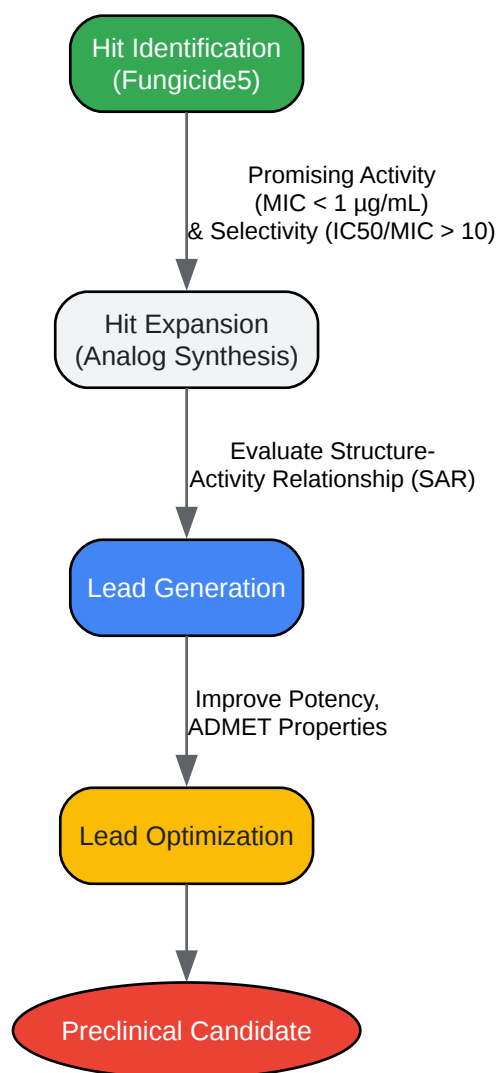 Hit Identification
(Fungicide5)
Promising Activity
(MIC < 1 µg/mL)
& Selectivity (IC50/MIC > 10)
Hit Expansion
(Analog Synthesis)
Evaluate Structure-
Activity Relationship (SAR)
Lead Generation
Improve Potency,
ADMET Properties
Lead Optimization
Preclinical Candidate